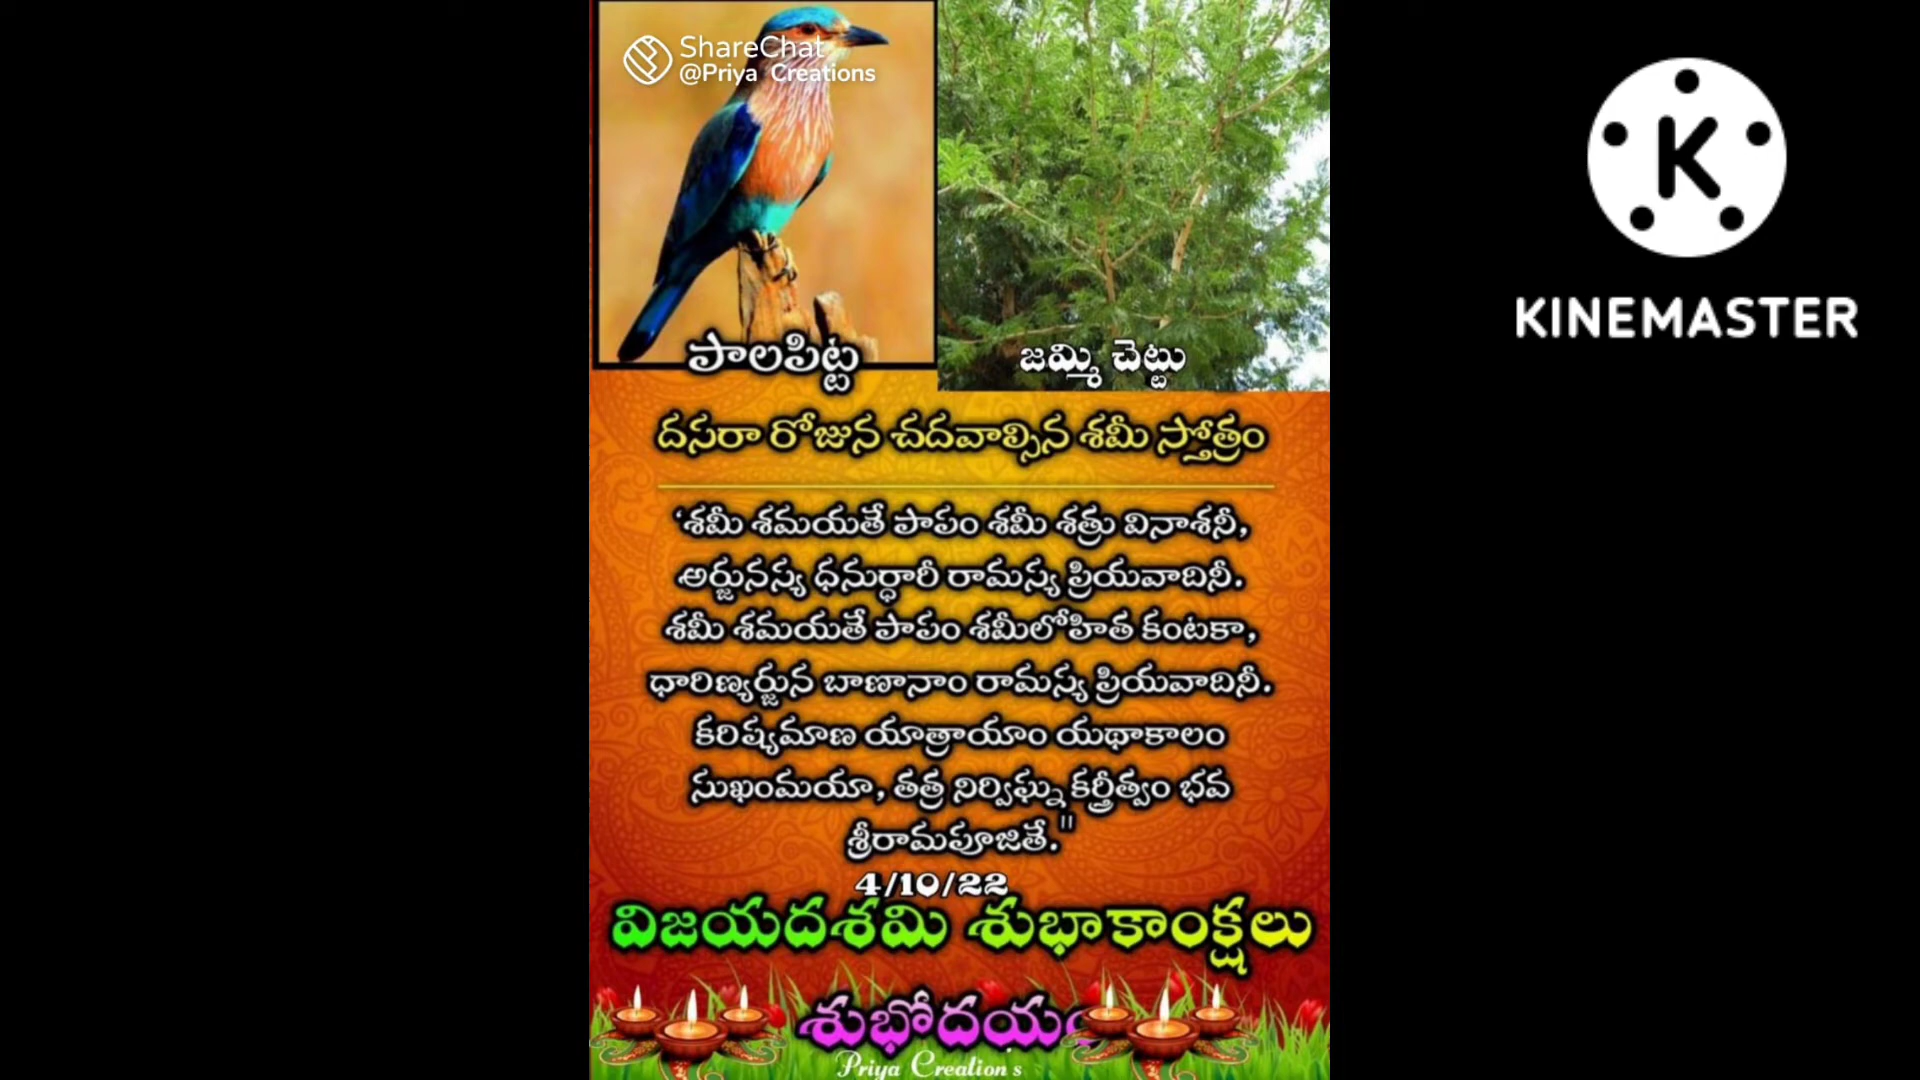 ShareChat
@Priya Creations
KINEMASTER
పాలపిట్ట
జమ్మి చెట్టు
దసరా రోజున చదవాల్సిన శమీ స్తోత్రం
‘శమీ శమయతే పాపం శమీ శత్రు వినాశనీ,
అర్జునస్య ధనుర్ధారీ రామస్య ప్రియవాదినీ.
శమీ శమయతే పాపం శమీలోహిత కంటకా,
ధారిణ్యర్జున బాణానాం రామస్య ప్రియవాదినీ.
కరిష్యమాణ యాత్రాయాం యథాకాలం
సుఖంమయా, తత్ర నిర్విఘ్న కర్త్రీత్వం భవ
శ్రీరామపూజితే."
4/10/22
విజయదశమి శుభాకాంక్షలు
శుభోదయం
Priya Creations